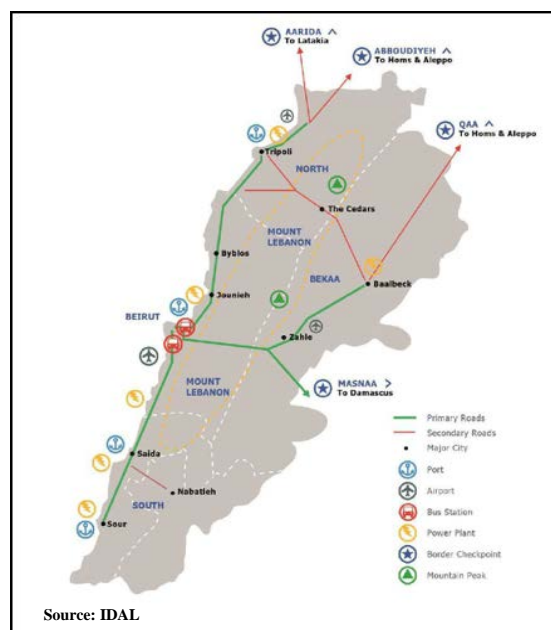 AARIDA ^
To Latakia
ABBOUDIYEH ^
To Homs & Aleppo
QAA ^
To Homs & Aleppo
Tripoli
NORTH
The Cedars
MOUNT
LEBANON
Byblos
BEKAA
Baalbeck
Jounieh
BEIRUT
Zahle
MOUNT
LEBANON
MASNAA >
To Damascus
Saida
Nabatieh
SOUTH
Sour
Primary Roads
Secondary Roads
Major City
Port
Airport
Bus Station
Power Plant
Border Checkpoint
Mountain Peak
Source: IDAL